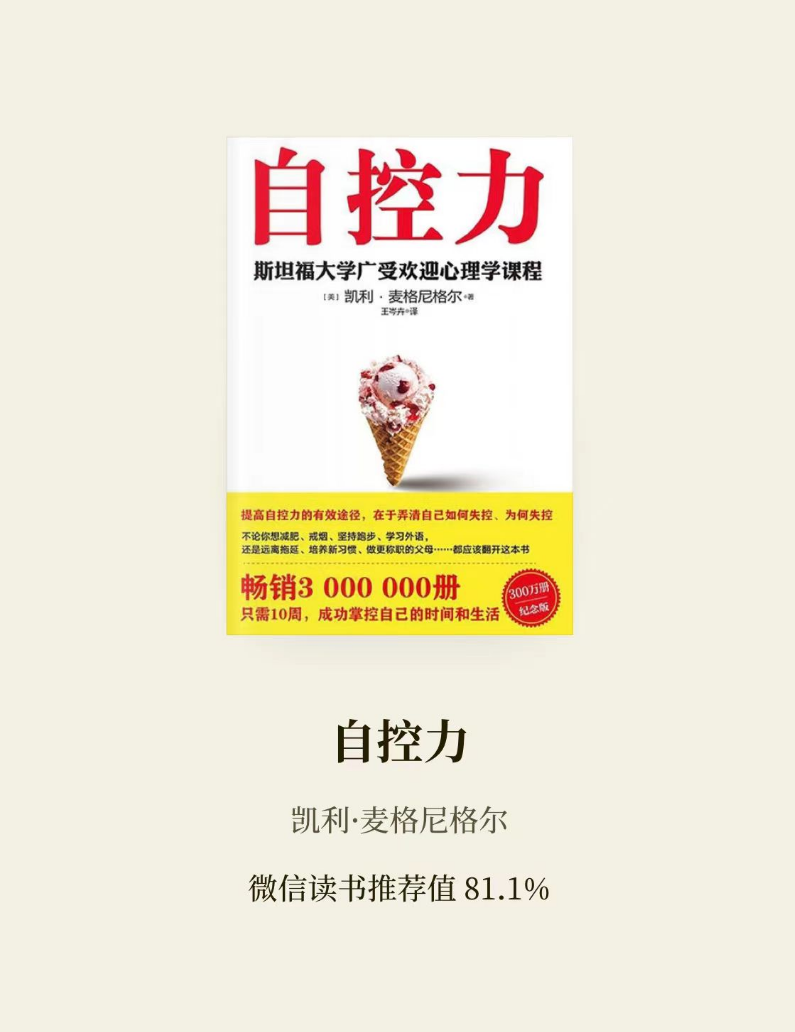 自控力
斯坦福大学广受欢迎心理学课程
[美] 凯利·麦格尼格尔 著
王岑卉 译
提高自控力的有效途径，在于弄清自己如何失控、为何失控
不论你想减肥、戒烟、坚持跑步、学习外语，
还是远离拖延、培养新习惯、做更称职的父母……都应该翻开这本书
畅销3 000 000册
只需10周，成功掌控自己的时间和生活
300万册
纪念版
自控力
凯利·麦格尼格尔
微信读书推荐值 81.1%